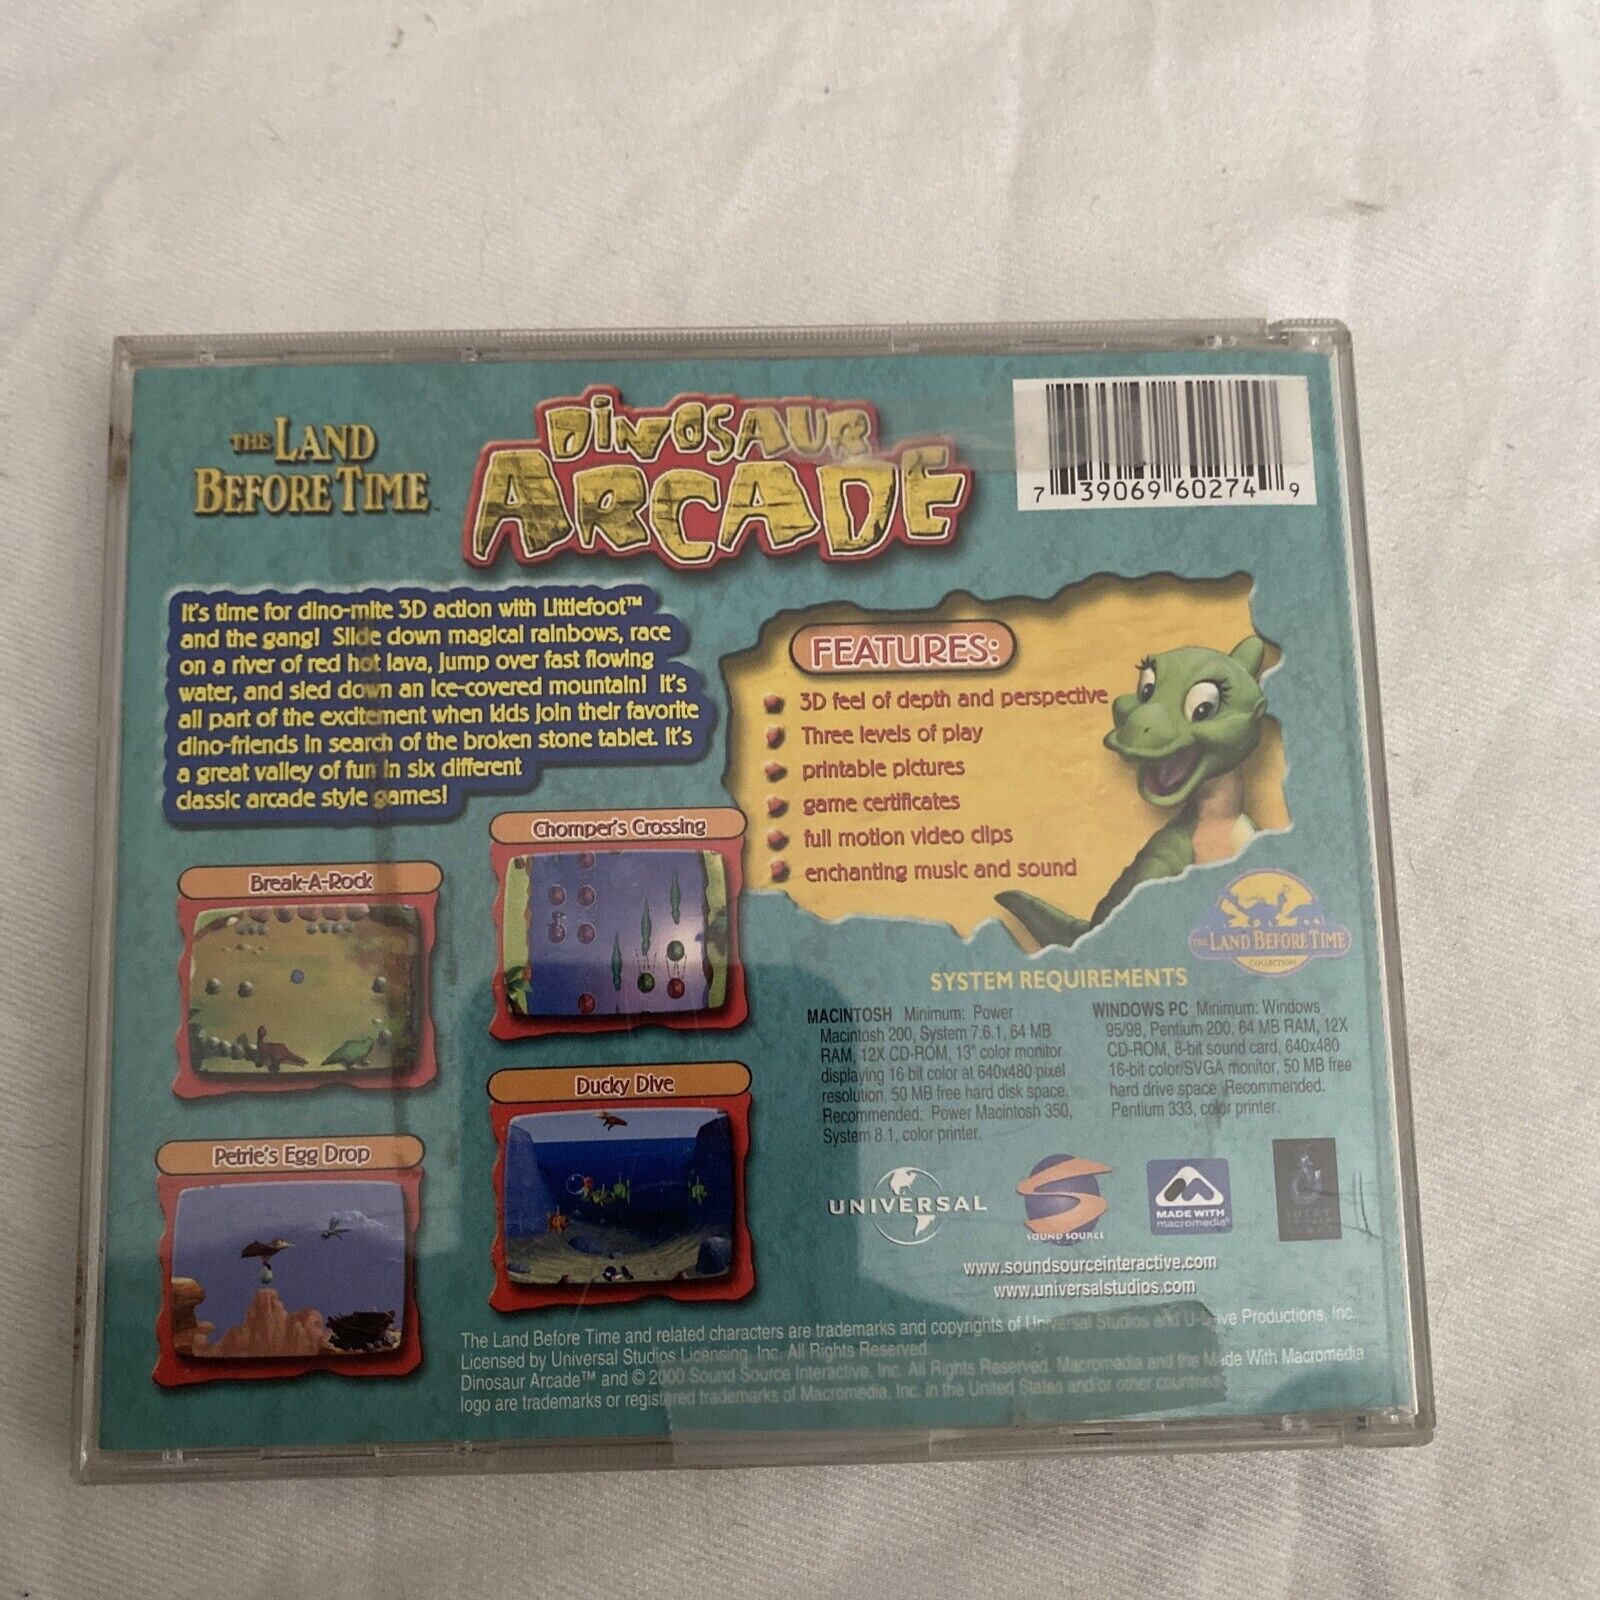 THE LAND
BEFORE TIME
DINOSAUR
ARCADE
7 39069 60274 9
It's time for dino-mite 3D action with Littlefoot™
and the gang! Slide down magical rainbows, race
on a river of red hot lava, jump over fast flowing
water, and sled down an ice-covered mountain! It's
all part of the excitement when kids join their favorite
dino-friends in search of the broken stone tablet. It's
a great valley of fun in six different
classic arcade style games!
FEATURES:
3D feel of depth and perspective
Three levels of play
printable pictures
game certificates
full motion video clips
enchanting music and sound
Break-A-Rock
Chomper's Crossing
Petrie's Egg Drop
Ducky Dive
THE LAND BEFORE TIME
COLLECTION
SYSTEM REQUIREMENTS
MACINTOSH Minimum: Power
Macintosh 200, System 7.6.1, 64 MB
RAM, 12X CD-ROM, 13" color monitor
displaying 16 bit color at 640x480 pixel
resolution, 50 MB free hard disk space.
Recommended: Power Macintosh 350,
System 8.1, color printer.
WINDOWS PC Minimum: Windows
95/98, Pentium 200, 64 MB RAM, 12X
CD-ROM, 8-bit sound card, 640x480
16-bit color/SVGA monitor, 50 MB free
hard drive space. Recommended:
Pentium 333, color printer.
UNIVERSAL
SOUND SOURCE
MADE WITH
macromedia®
www.soundsourceinteractive.com
www.universalstudios.com
The Land Before Time and related characters are trademarks and copyrights of Universal Studios and U-Drive Productions, Inc.
Licensed by Universal Studios Licensing, Inc. All Rights Reserved.
Dinosaur Arcade™ and © 2000 Sound Source Interactive, Inc. All Rights Reserved. Macromedia and the Made With Macromedia
logo are trademarks or registered trademarks of Macromedia, Inc. in the United States and/or other countries.